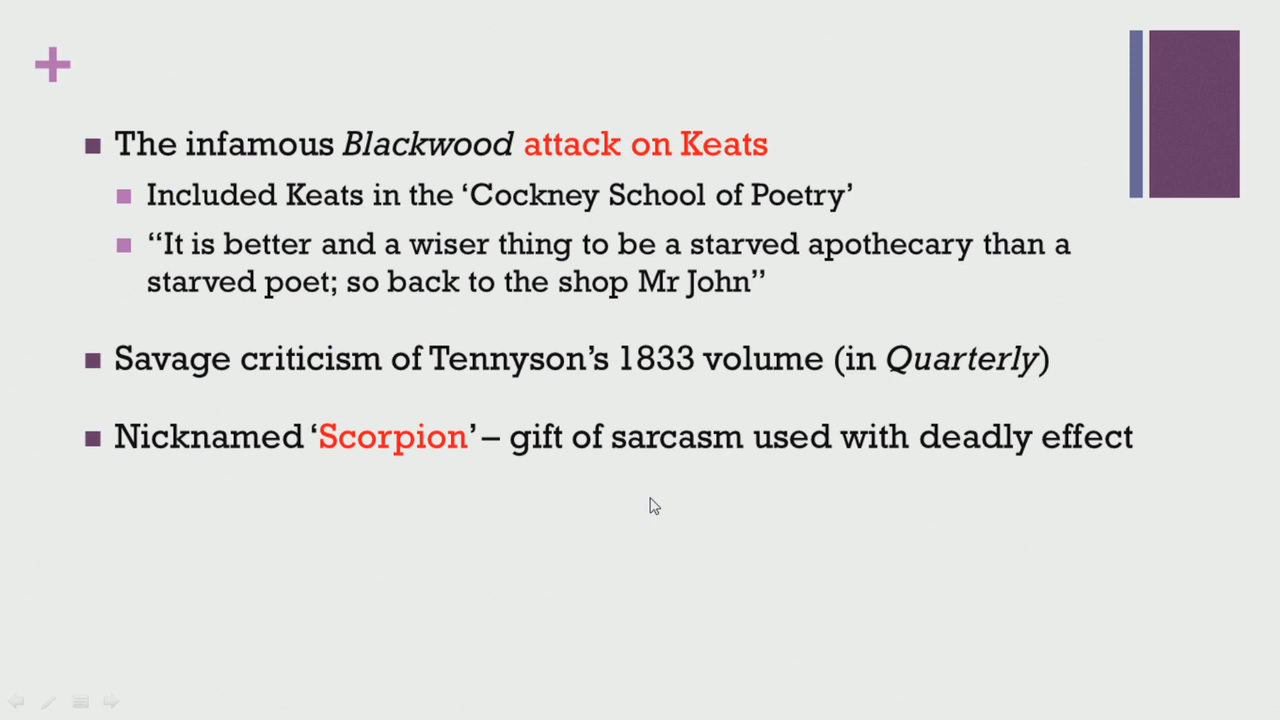 The infamous Blackwood attack on Keats
Included Keats in the ‘Cockney School of Poetry’
“It is better and a wiser thing to be a starved apothecary than a
starved poet; so back to the shop Mr John”
Savage criticism of Tennyson’s 1833 volume (in Quarterly)
Nicknamed ‘Scorpion’ – gift of sarcasm used with deadly effect